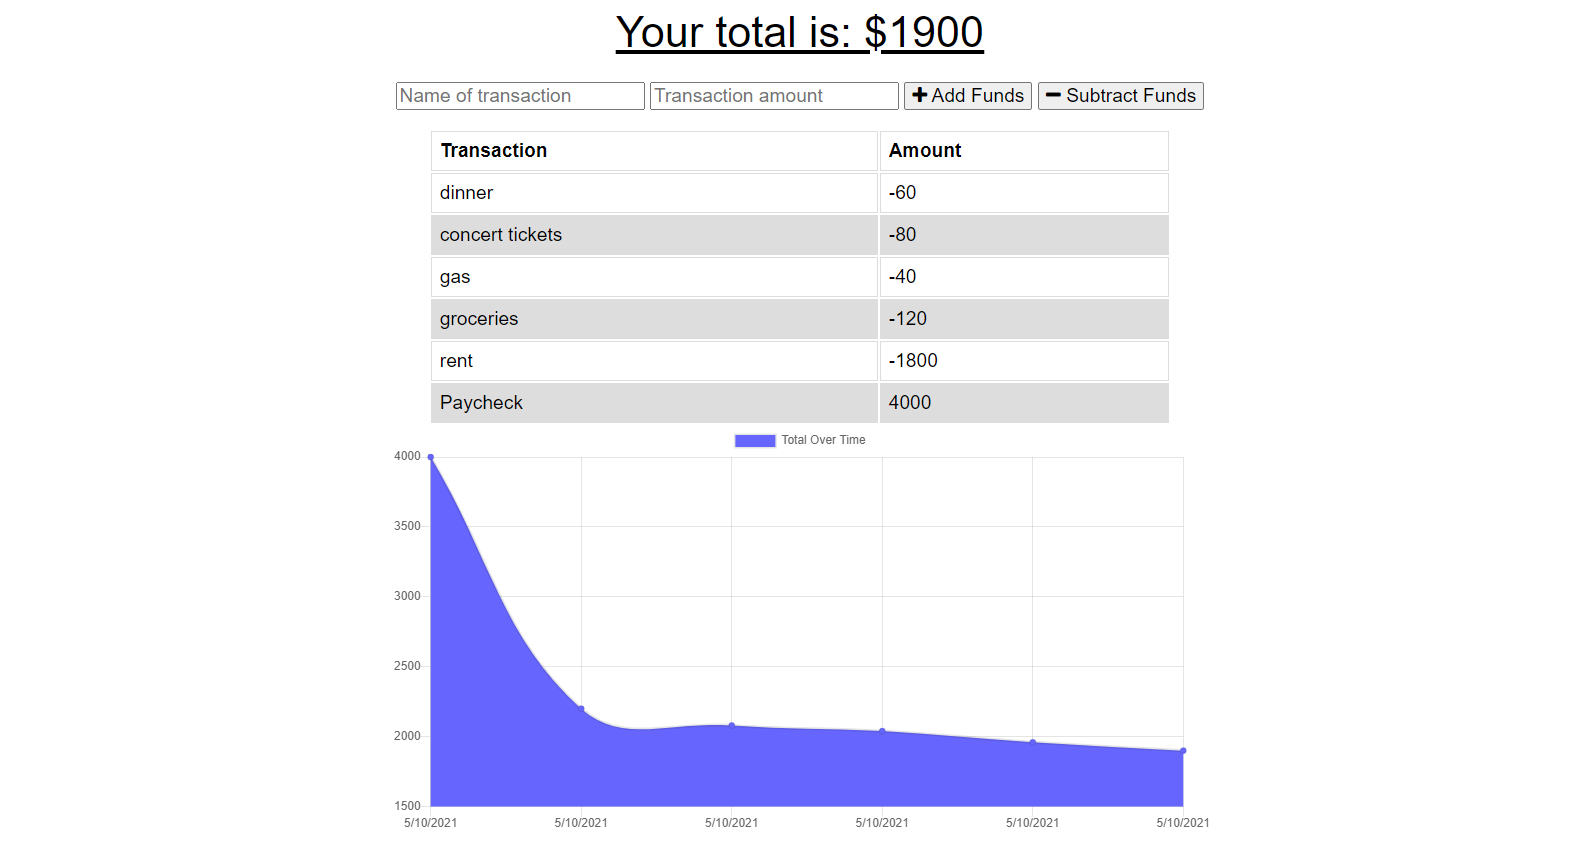 Your total is: $1900
Name of transaction Transaction amount Add Funds Subtract Funds
Transaction Amount
dinner -60
concert tickets -80
gas -40
groceries -120
rent -1800
Paycheck 4000
Total Over Time
4000
3500
3000
2500
2000
1500
5/10/2021 5/10/2021 5/10/2021 5/10/2021 5/10/2021 5/10/2021